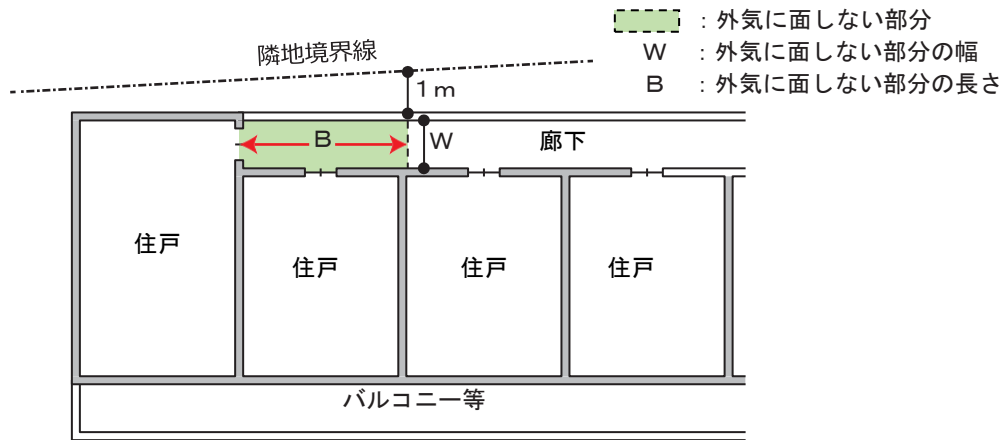 ：外気に面しない部分
W ：外気に面しない部分の幅
B ：外気に面しない部分の長さ
隣地境界線
1ｍ
B
W
廊下
住戸
住戸
住戸
住戸
バルコニー等